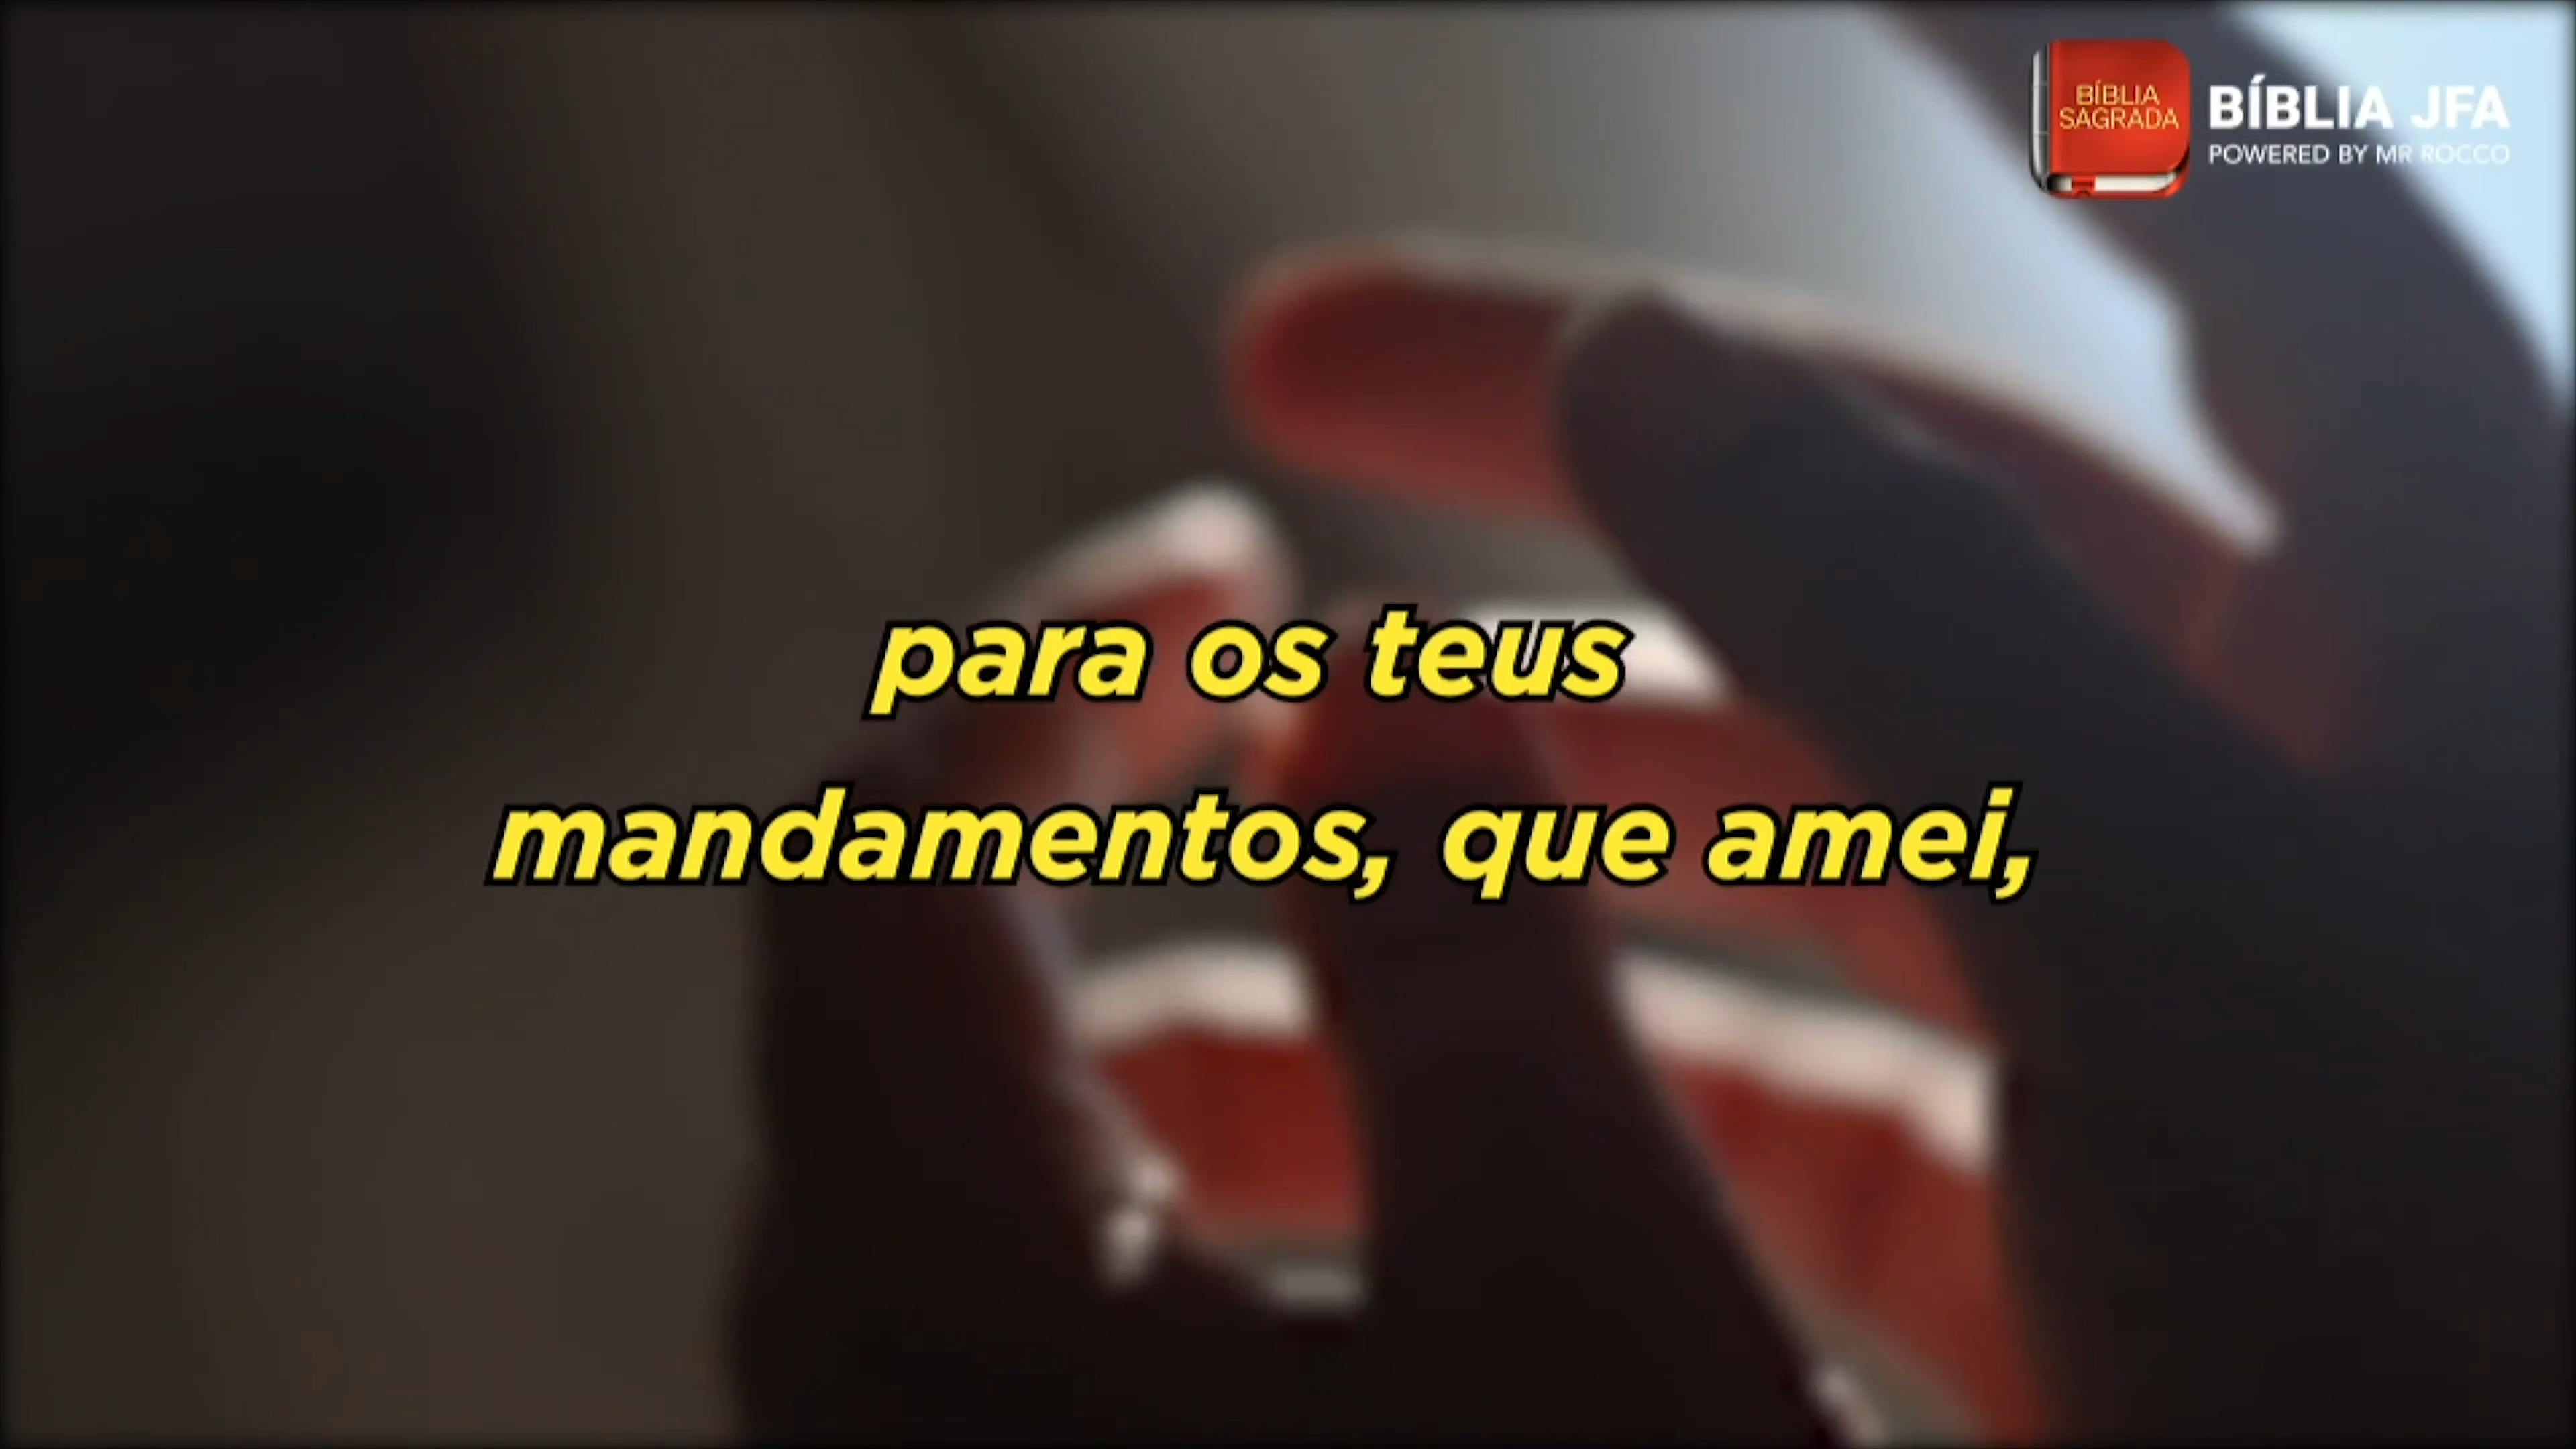 BÍBLIA
SAGRADA
BÍBLIA JFA
POWERED BY MR ROCCO
para os teus
mandamentos, que amei,